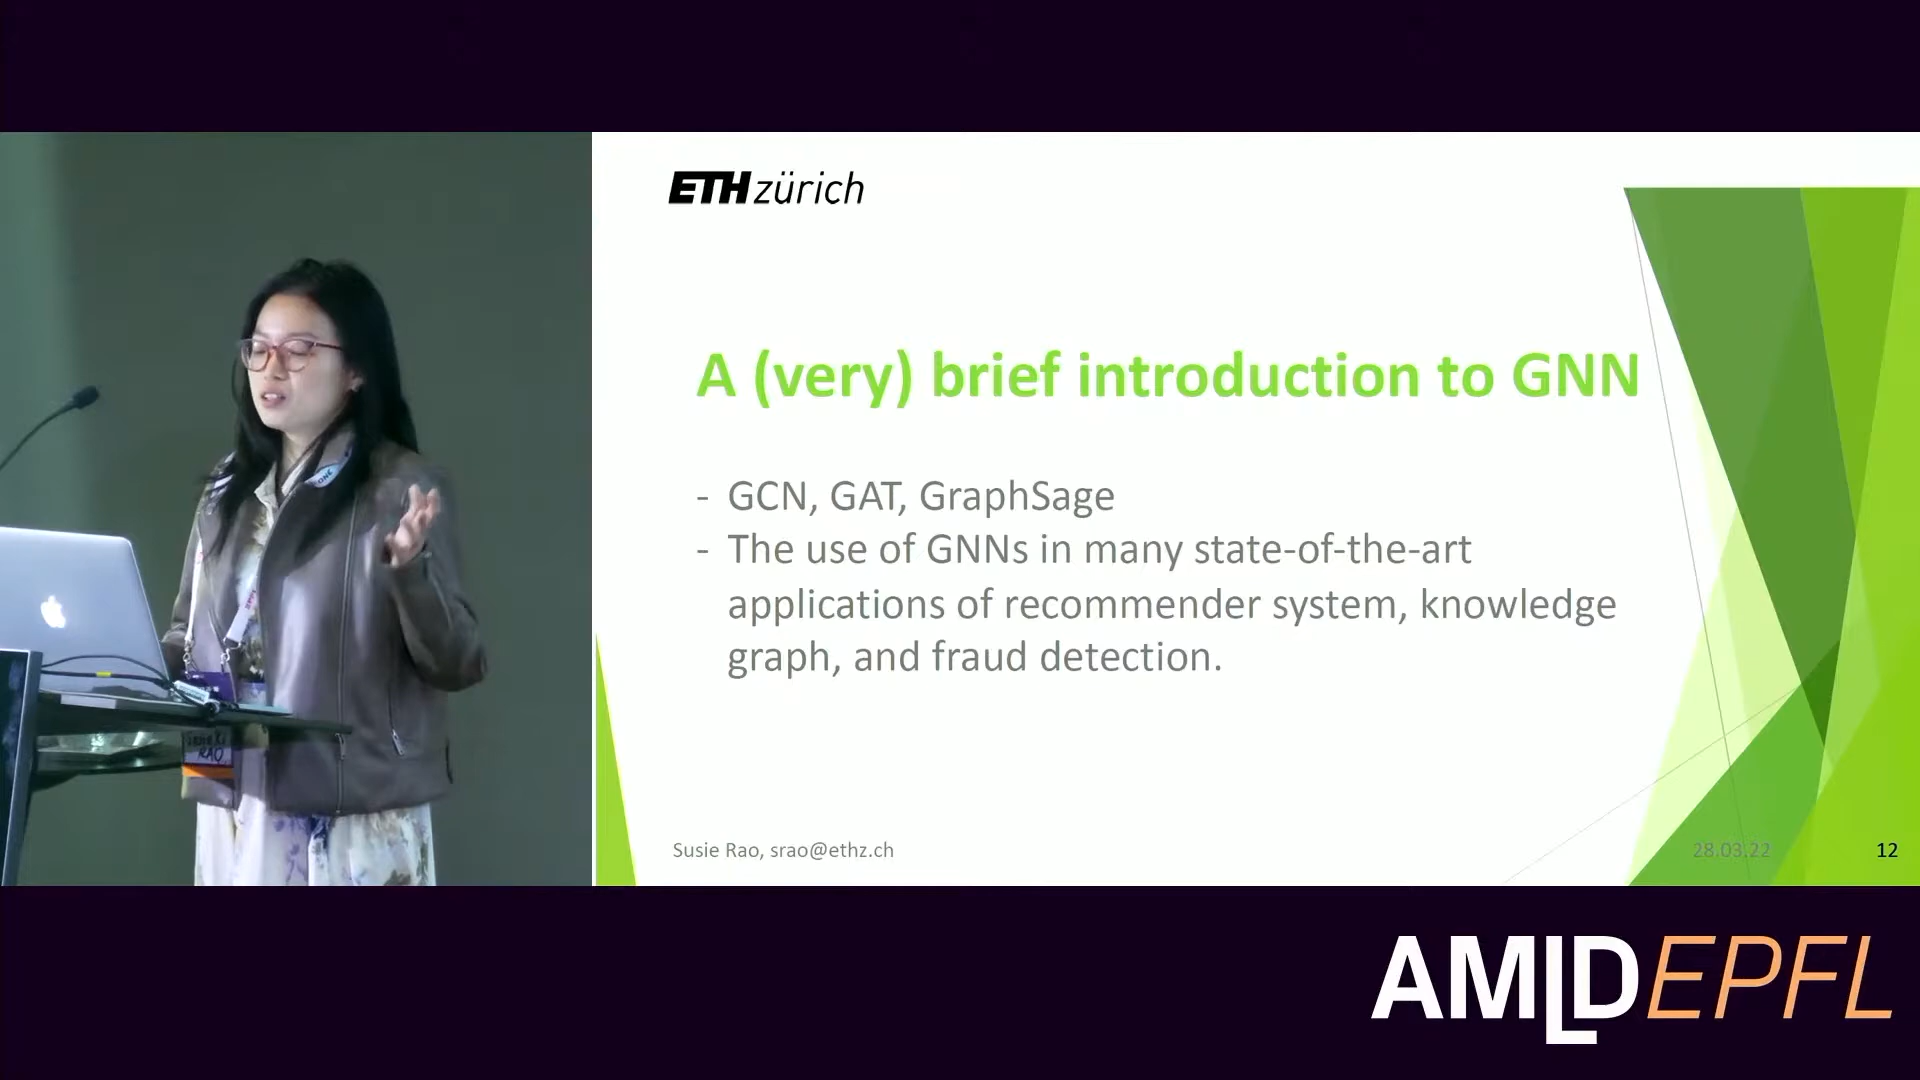 ETH zürich
A (very) brief introduction to GNN
- GCN, GAT, GraphSage
- The use of GNNs in many state-of-the-art
applications of recommender system, knowledge
graph, and fraud detection.
Susie Rao, srao@ethz.ch
28.03.22
12
RAO
AMLDEPFL